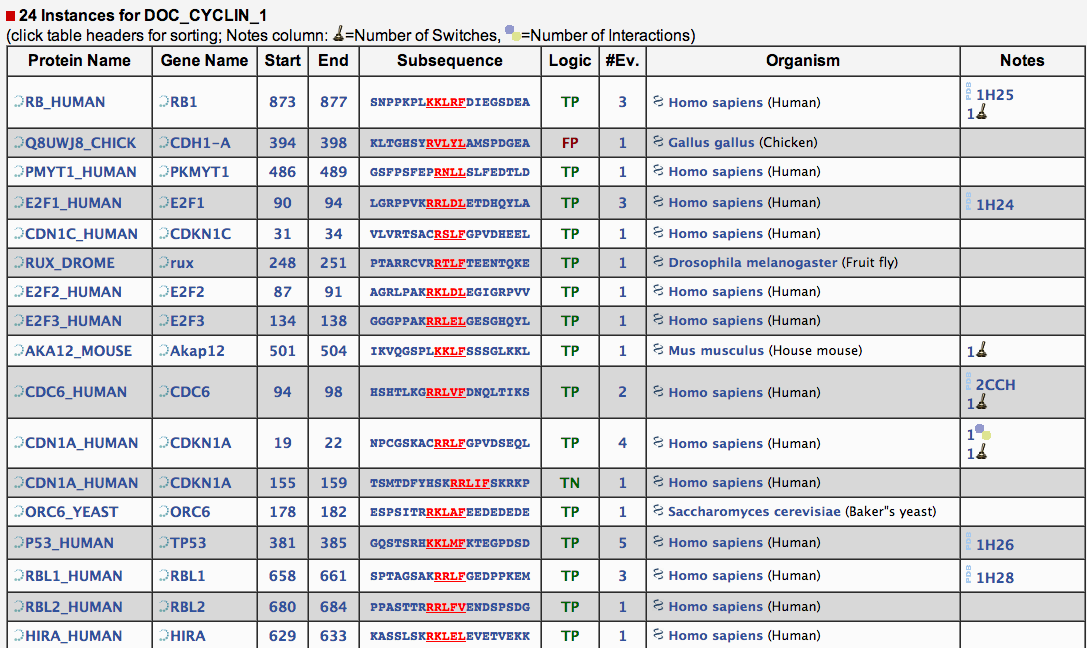 24 Instances for DOC_CYCLIN_1
(click table headers for sorting; Notes column: =Number of Switches, =Number of Interactions)
Protein Name Gene Name Start End Subsequence Logic #Ev. Organism Notes
RB_HUMAN RB1 873 877 SNPPKPLKKLRFDIEGSDEA TP 3 Homo sapiens (Human) PDB 1H25
1
Q8UWJ8_CHICK CDH1-A 394 398 KLTGHSYRVLYLAMSPDGEA FP 1 Gallus gallus (Chicken)
PMYT1_HUMAN PKMYT1 486 489 GSFPSFEPRNLLSLFEDTLD TP 1 Homo sapiens (Human)
E2F1_HUMAN E2F1 90 94 LGRPPVKRRLDLETDHQYLA TP 3 Homo sapiens (Human) PDB 1H24
CDN1C_HUMAN CDKN1C 31 34 VLVRTSACRSLFGPVDHEEL TP 1 Homo sapiens (Human)
RUX_DROME rux 248 251 PTARRCVRRTLFTEENTQKE TP 1 Drosophila melanogaster (Fruit fly)
E2F2_HUMAN E2F2 87 91 AGRLPAKRKLDLEGIGRPVV TP 1 Homo sapiens (Human)
E2F3_HUMAN E2F3 134 138 GGGPPAKRRLELGESGHQYL TP 1 Homo sapiens (Human)
AKA12_MOUSE Akap12 501 504 IKVQGSPLKKLFSSSGLKKL TP 1 Mus musculus (House mouse) 1
CDC6_HUMAN CDC6 94 98 HSHTLKGRRLVFDNQLTIKS TP 2 Homo sapiens (Human) PDB 2CCH
1
CDN1A_HUMAN CDKN1A 19 22 NPCGSKACRRLFGPVDSEQL TP 4 Homo sapiens (Human) 1
1
CDN1A_HUMAN CDKN1A 155 159 TSMTDFYHSKRRLIFSKRKP TN 1 Homo sapiens (Human)
ORC6_YEAST ORC6 178 182 ESPSITRRKLAFEEDEDEDE TP 1 Saccharomyces cerevisiae (Baker"s yeast)
P53_HUMAN TP53 381 385 GQSTSRHKKLMFKTEGPDSD TP 5 Homo sapiens (Human) PDB 1H26
RBL1_HUMAN RBL1 658 661 SPTAGSAKRRLFGEDPPKEM TP 3 Homo sapiens (Human) PDB 1H28
RBL2_HUMAN RBL2 680 684 PPASTTRRRLFVENDSPSDG TP 1 Homo sapiens (Human)
HIRA_HUMAN HIRA 629 633 KASSLSKRKLELEVETVEKK TP 1 Homo sapiens (Human)